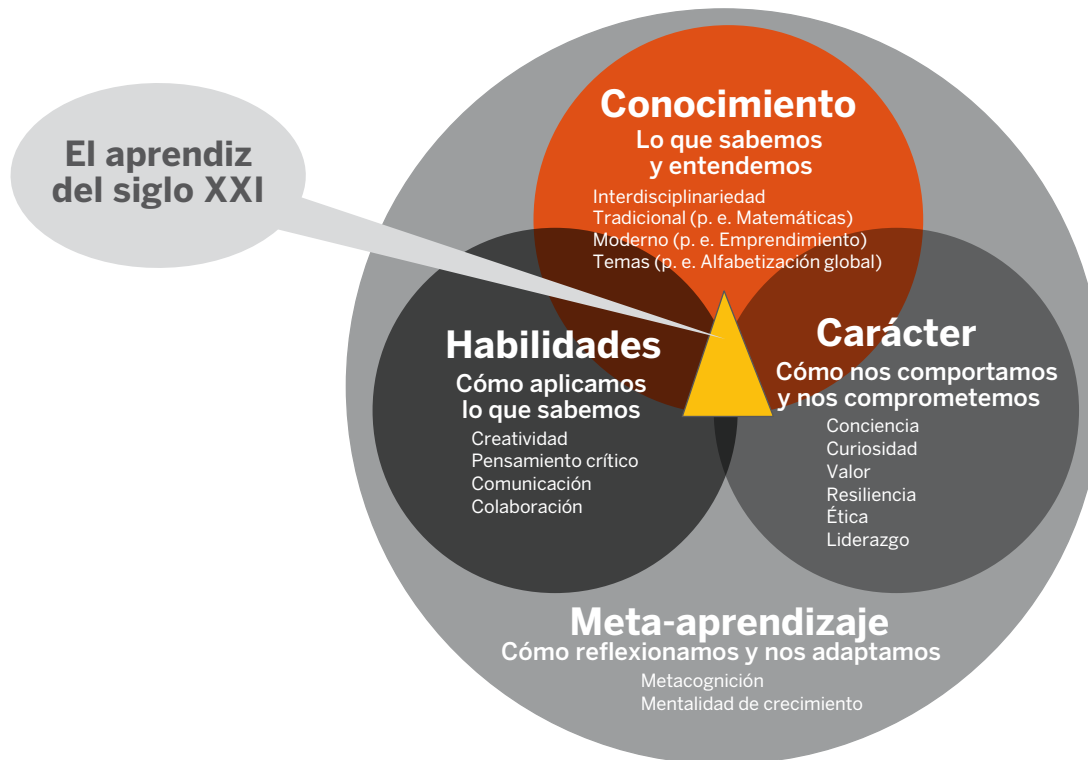 El aprendiz
del siglo XXI
Conocimiento
Lo que sabemos
y entendemos
Interdisciplinariedad
Tradicional (p. e. Matemáticas)
Moderno (p. e. Emprendimiento)
Temas (p. e. Alfabetización global)
Habilidades
Cómo aplicamos
lo que sabemos
Creatividad
Pensamiento crítico
Comunicación
Colaboración
Carácter
Cómo nos comportamos
y nos comprometemos
Conciencia
Curiosidad
Valor
Resiliencia
Ética
Liderazgo
Meta-aprendizaje
Cómo reflexionamos y nos adaptamos
Metacognición
Mentalidad de crecimiento